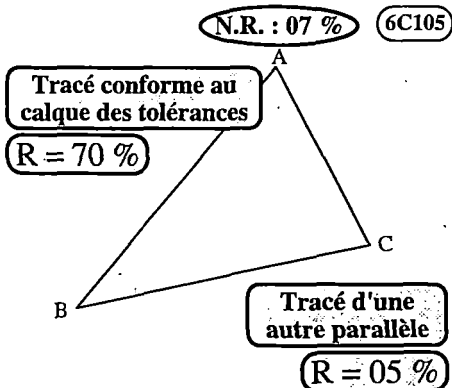 N.R. : 07 %
6C105
A
Tracé conforme au
calque des tolérances
R = 70 %
C
B
Tracé d'une
autre parallèle
R = 05 %